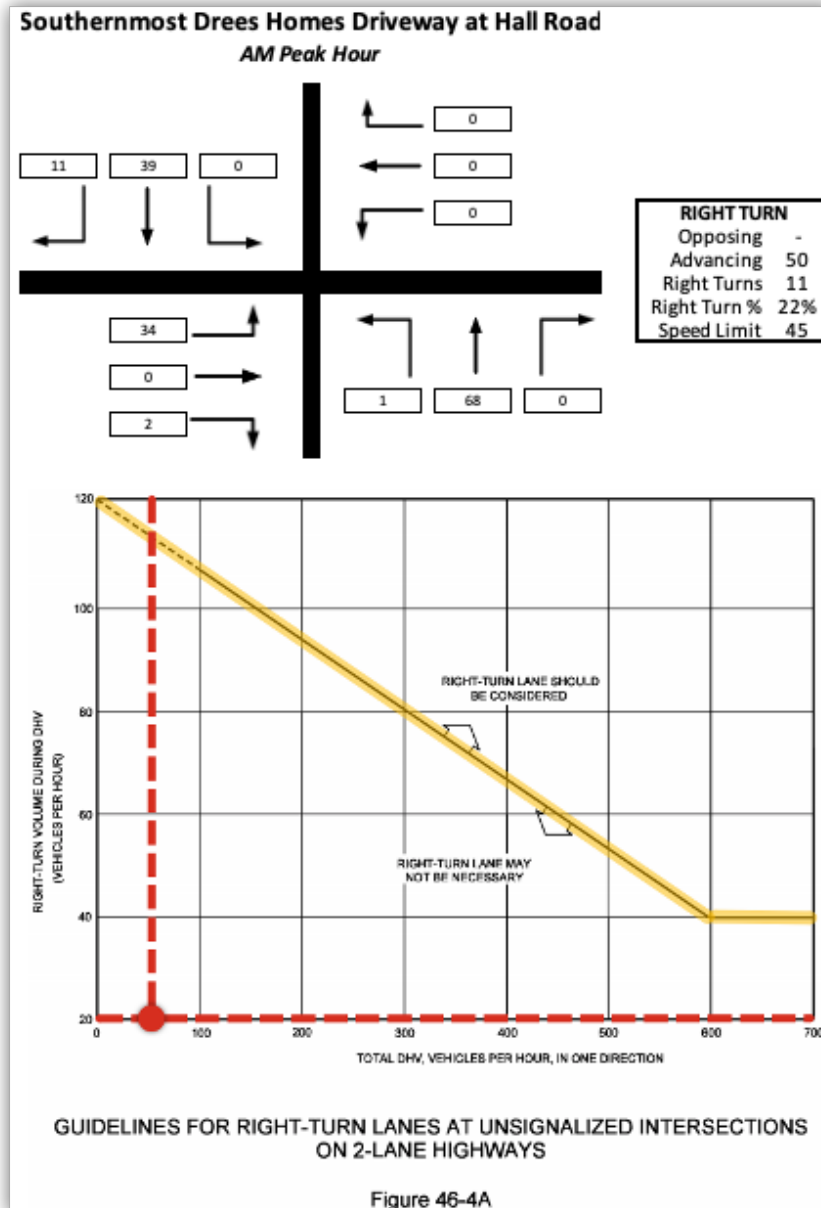 Southernmost Drees Homes Driveway at Hall Road
AM Peak Hour
0
11 39 0
0
0
RIGHT TURN
Opposing -
Advancing 50
Right Turns 11
Right Turn % 22%
Speed Limit 45
34
0
1 68 0
2
120
100
80
60
40
20
RIGHT-TURN VOLUME DURING DHV
(VEHICLES PER HOUR)
RIGHT-TURN LANE SHOULD
BE CONSIDERED
RIGHT-TURN LANE MAY
NOT BE NECESSARY
0 100 200 300 400 500 600 700
TOTAL DHV, VEHICLES PER HOUR, IN ONE DIRECTION
GUIDELINES FOR RIGHT-TURN LANES AT UNSIGNALIZED INTERSECTIONS
ON 2-LANE HIGHWAYS
Figure 46-4A